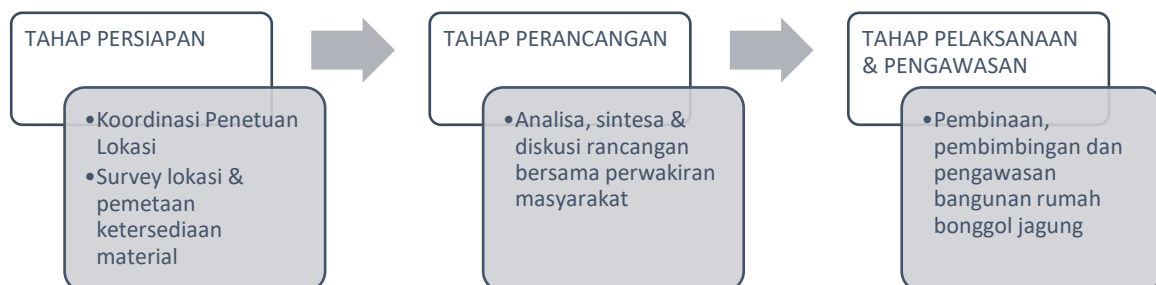 TAHAP PERSIAPAN
•Koordinasi Penetuan
Lokasi
•Survey lokasi &
pemetaan
ketersediaan
material
TAHAP PERANCANGAN
•Analisa, sintesa &
diskusi rancangan
bersama perwakiran
masyarakat
TAHAP PELAKSANAAN
& PENGAWASAN
•Pembinaan,
pembimbingan dan
pengawasan
bangunan rumah
bonggol jagung